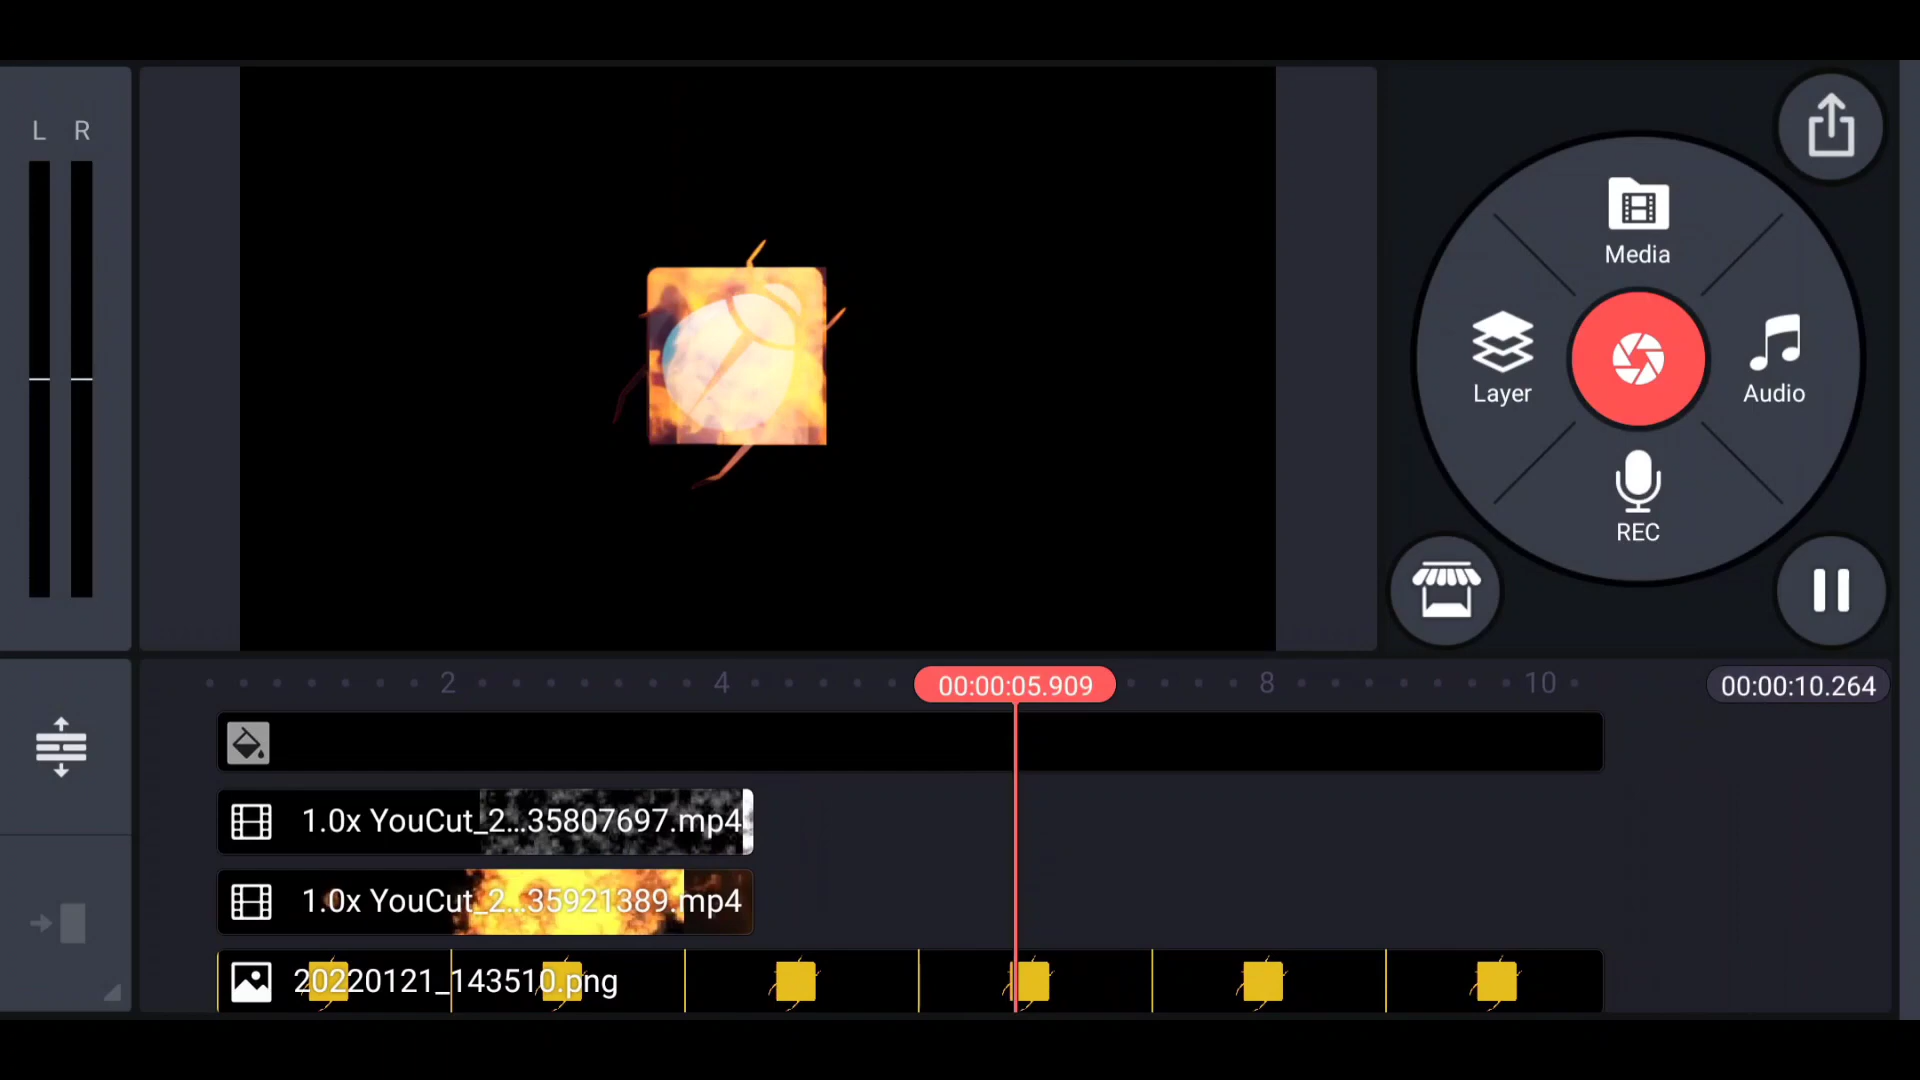 L R
Media
Layer
Audio
REC
2 4 00:00:05.909 8 10 00:00:10.264
1.0x YouCut_2...35807697.mp4
1.0x YouCut_2...35921389.mp4
20220121_143510.png